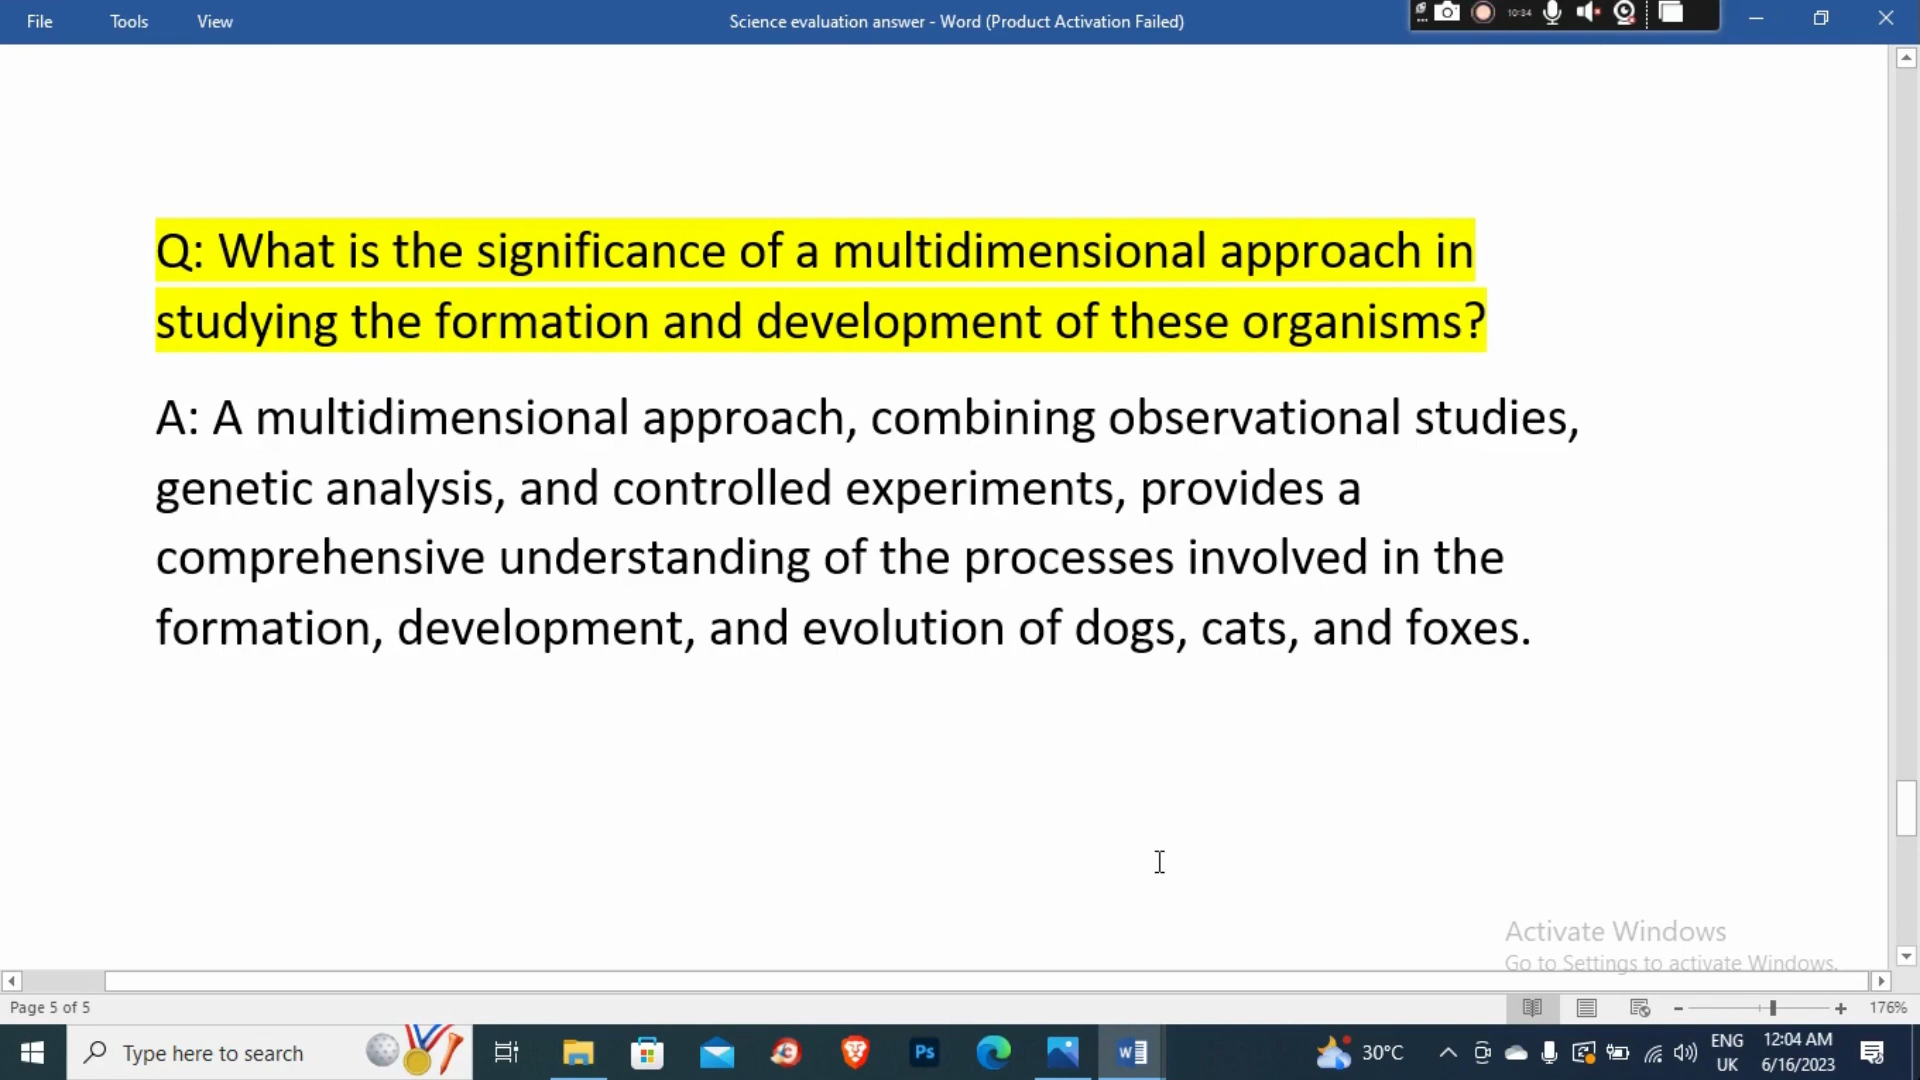 File Tools View Science evaluation answer - Word (Product Activation Failed) 10:34
Q: What is the significance of a multidimensional approach in
studying the formation and development of these organisms?
A: A multidimensional approach, combining observational studies,
genetic analysis, and controlled experiments, provides a
comprehensive understanding of the processes involved in the
formation, development, and evolution of dogs, cats, and foxes.
Activate Windows
Go to Settings to activate Windows.
Page 5 of 5 176%
Type here to search Ps 30°C ENG 12:04 AM
UK 6/16/2023